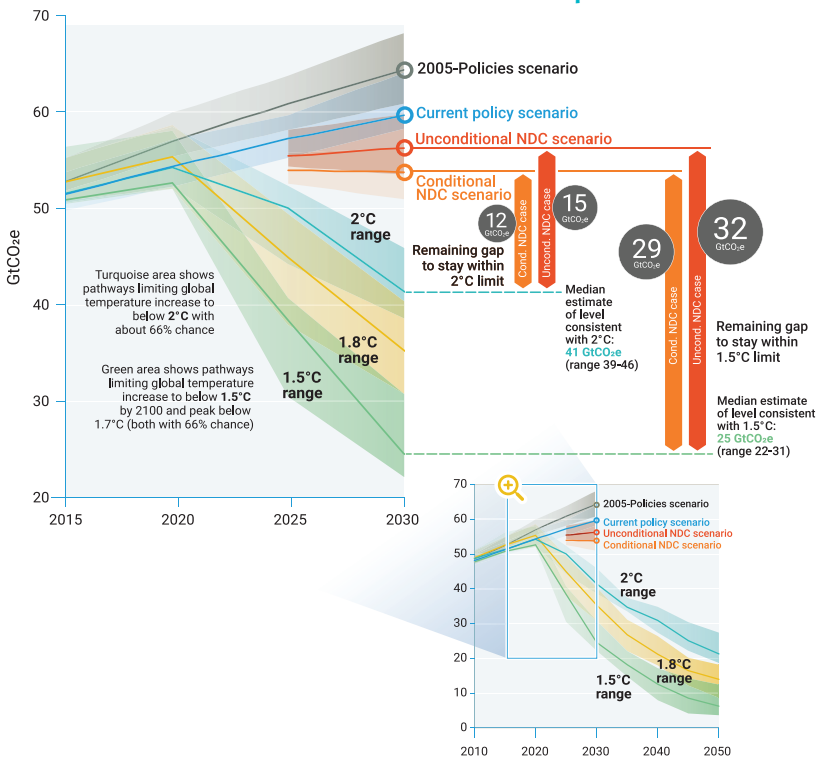 70
60
50
40
30
20
GtCO₂e
2015
2020
2025
2030
2005-Policies scenario
Current policy scenario
Unconditional NDC scenario
Conditional
NDC scenario
2°C
range
1.8°C
range
1.5°C
range
Turquoise area shows
pathways limiting global
temperature increase to
below 2°C with
about 66% chance
Green area shows pathways
limiting global temperature
increase to below 1.5°C
by 2100 and peak below
1.7°C (both with 66% chance)
12
GtCO₂e
15
GtCO₂e
Cond. NDC case
Uncond. NDC case
Remaining gap
to stay within
2°C limit
Median
estimate
of level
consistent
with 2°C:
41 GtCO₂e
(range 39-46)
29
GtCO₂e
32
GtCO₂e
Cond. NDC case
Uncond. NDC case
Remaining gap
to stay within
1.5°C limit
Median estimate
of level consistent
with 1.5°C:
25 GtCO₂e
(range 22-31)
70
60
50
40
30
20
10
0
2010
2020
2030
2040
2050
2005-Policies scenario
Current policy scenario
Unconditional NDC scenario
Conditional NDC scenario
2°C
range
1.8°C
range
1.5°C
range